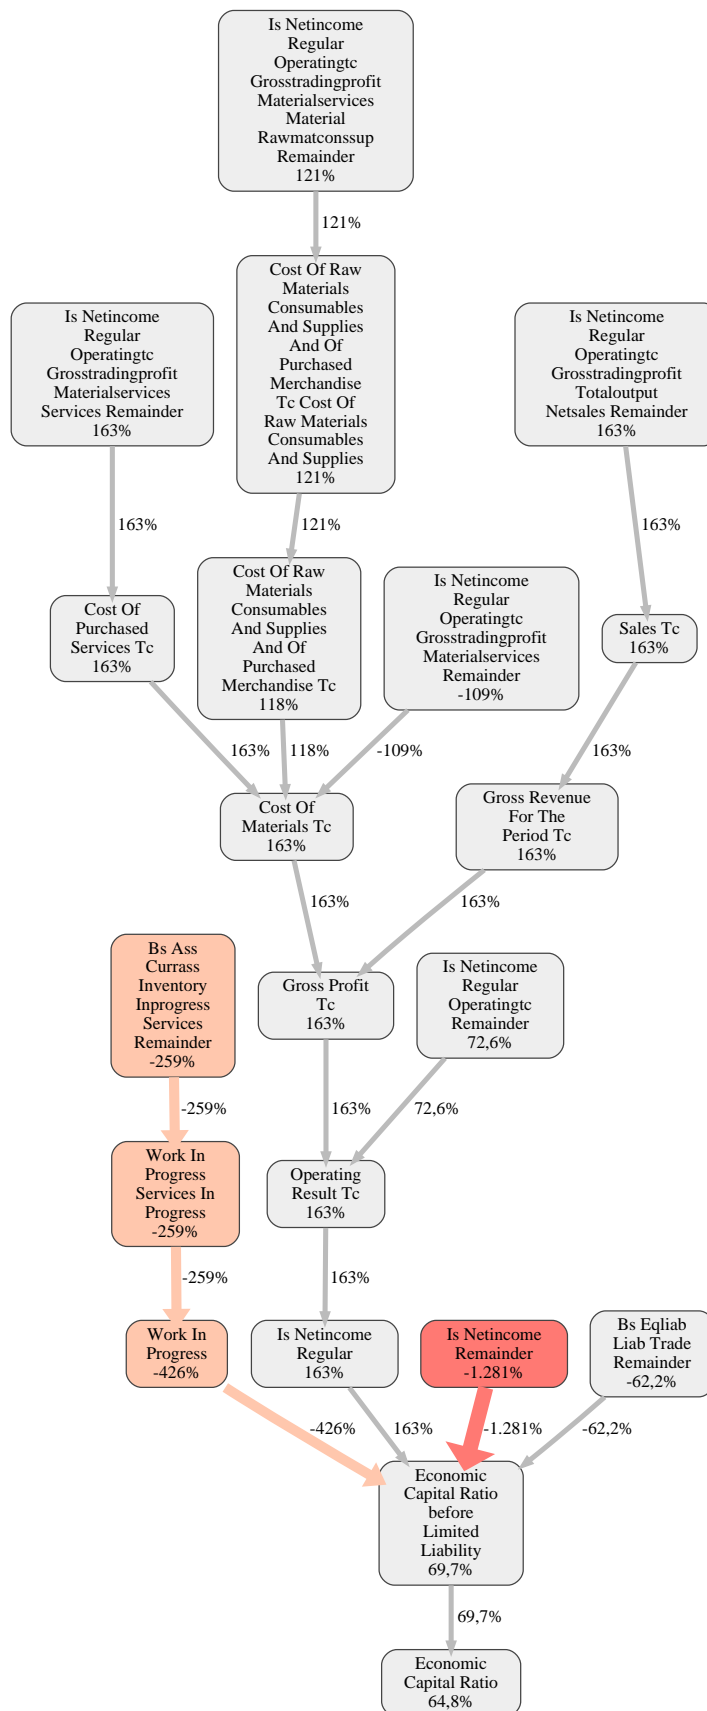 Is Netincome
Regular
Operatingtc
Grosstradingprofit
Materialservices
Material
Rawmatconssup
Remainder
121%
121%
Cost Of Raw
Materials
Consumables
And Supplies
And Of
Purchased
Merchandise
Tc Cost Of
Raw Materials
Consumables
And Supplies
121%
Is Netincome
Regular
Operatingtc
Grosstradingprofit
Materialservices
Services Remainder
163%
Is Netincome
Regular
Operatingtc
Grosstradingprofit
Totaloutput
Netsales Remainder
163%
163%
121%
163%
Cost Of
Purchased
Services Tc
163%
Cost Of Raw
Materials
Consumables
And Supplies
And Of
Purchased
Merchandise Tc
118%
Is Netincome
Regular
Operatingtc
Grosstradingprofit
Materialservices
Remainder
-109%
Sales Tc
163%
163%
118%
-109%
163%
Cost Of
Materials Tc
163%
Gross Revenue
For The
Period Tc
163%
163%
163%
Bs Ass
Currass
Inventory
Inprogress
Services
Remainder
-259%
Gross Profit
Tc
163%
Is Netincome
Regular
Operatingtc
Remainder
72,6%
-259%
163%
72,6%
Work In
Progress
Services In
Progress
-259%
Operating
Result Tc
163%
-259%
163%
Work In
Progress
-426%
Is Netincome
Regular
163%
Is Netincome
Remainder
-1.281%
Bs Eqliab
Liab Trade
Remainder
-62,2%
-426%
163%
-1.281%
-62,2%
Economic
Capital Ratio
before
Limited
Liability
69,7%
69,7%
Economic
Capital Ratio
64,8%